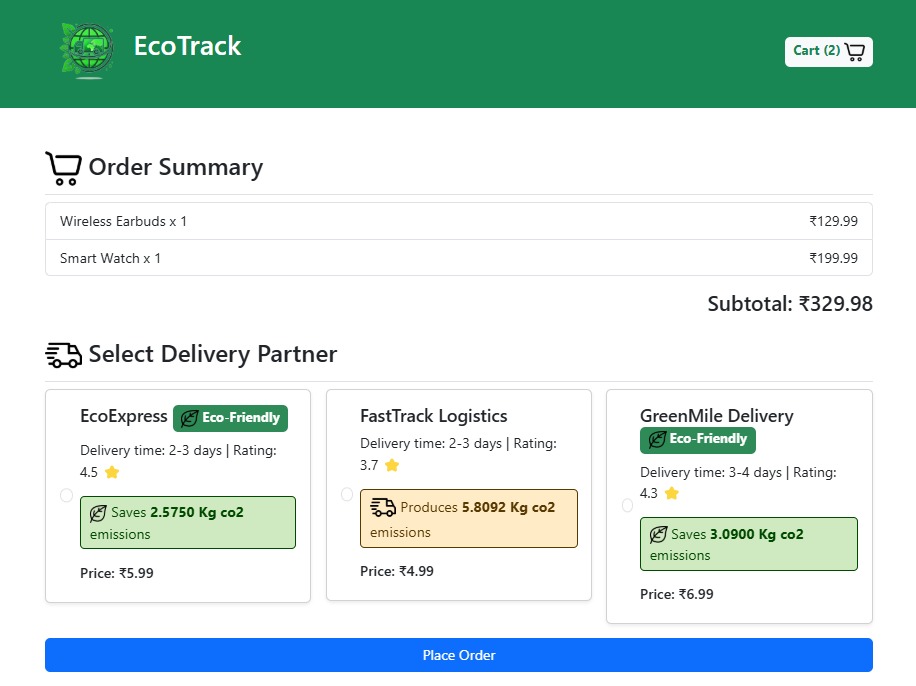 EcoTrack
Cart (2)
Order Summary
Wireless Earbuds x 1 ₹129.99
Smart Watch x 1 ₹199.99
Subtotal: ₹329.98
Select Delivery Partner
EcoExpress Eco-Friendly
Delivery time: 2-3 days | Rating:
4.5
Saves 2.5750 Kg co2
emissions
Price: ₹5.99
FastTrack Logistics
Delivery time: 2-3 days | Rating:
3.7
Produces 5.8092 Kg co2
emissions
Price: ₹4.99
GreenMile Delivery
Eco-Friendly
Delivery time: 3-4 days | Rating:
4.3
Saves 3.0900 Kg co2
emissions
Price: ₹6.99
Place Order